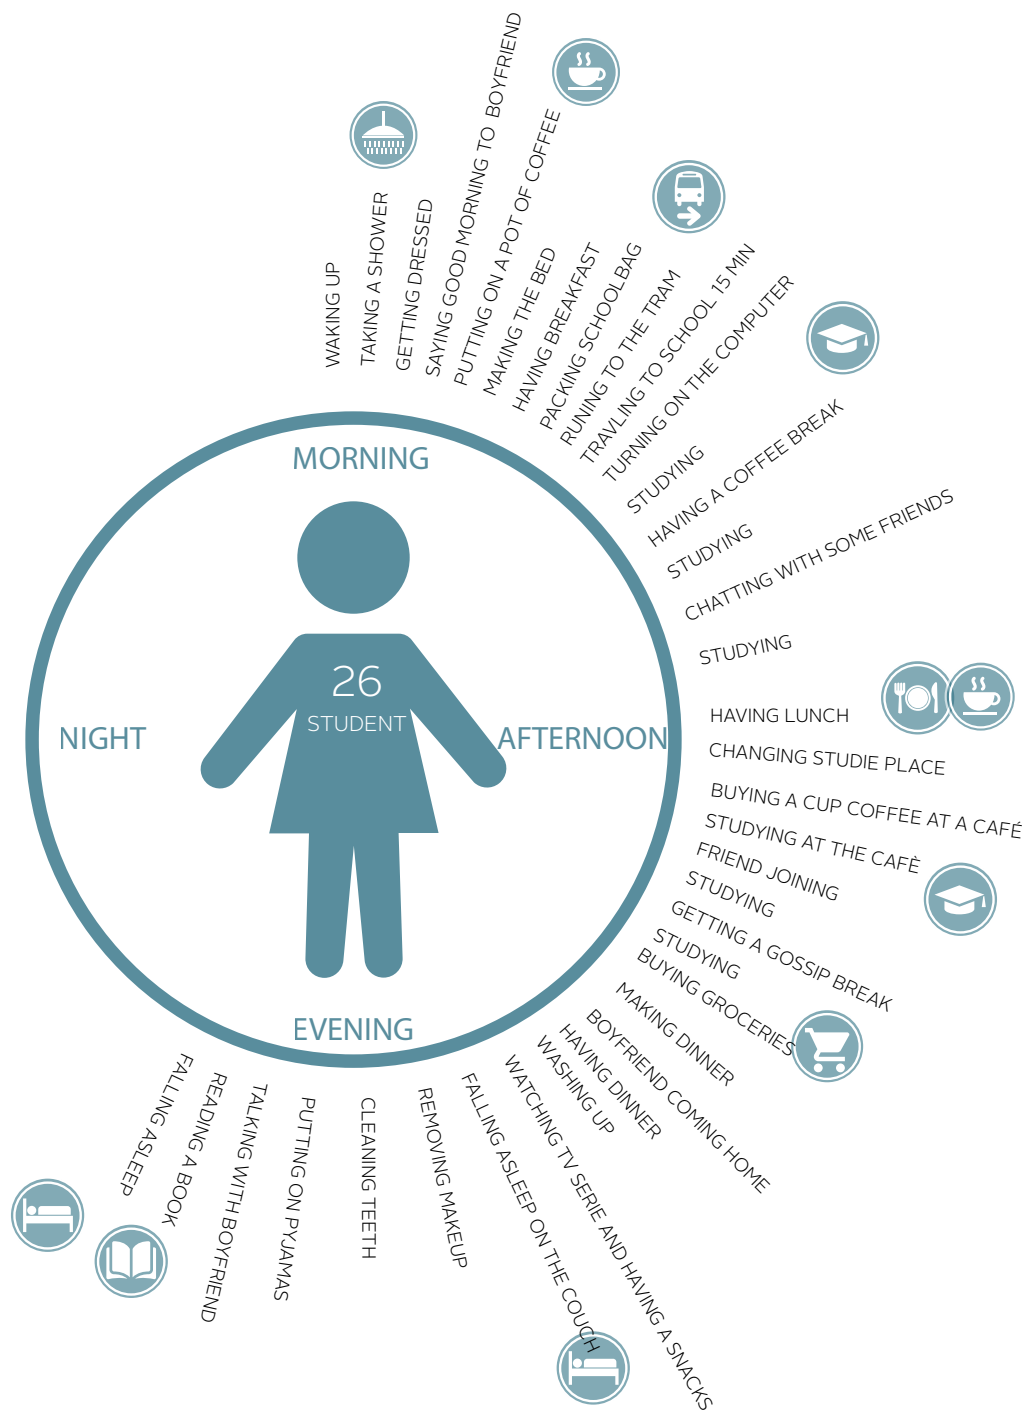 WAKING UP
TAKING A SHOWER
GETTING DRESSED
SAYING GOOD MORNING TO BOYFRIEND
PUTTING ON A POT OF COFFEE
MAKING THE BED
HAVING BREAKFAST
PACKING SCHOOLBAG
RUNING TO THE TRAM
TRAVLING TO SCHOOL 15 MIN
TURNING ON THE COMPUTER
STUDYING
HAVING A COFFEE BREAK
STUDYING
CHATTING WITH SOME FRIENDS
STUDYING
HAVING LUNCH
CHANGING STUDIE PLACE
BUYING A CUP COFFEE AT A CAFÉ
STUDYING AT THE CAFÈ
FRIEND JOINING
STUDYING
GETTING A GOSSIP BREAK
STUDYING
BUYING GROCERIES
MAKING DINNER
BOYFRIEND COMING HOME
HAVING DINNER
WASHING UP
WATCHING TV SERIE AND HAVING A SNACKS
FALLING ASLEEP ON THE COUCH
REMOVING MAKEUP
CLEANING TEETH
PUTTING ON PYJAMAS
TALKING WITH BOYFRIEND
READING A BOOK
FALLING ASLEEP
MORNING
26
STUDENT
NIGHT
AFTERNOON
EVENING